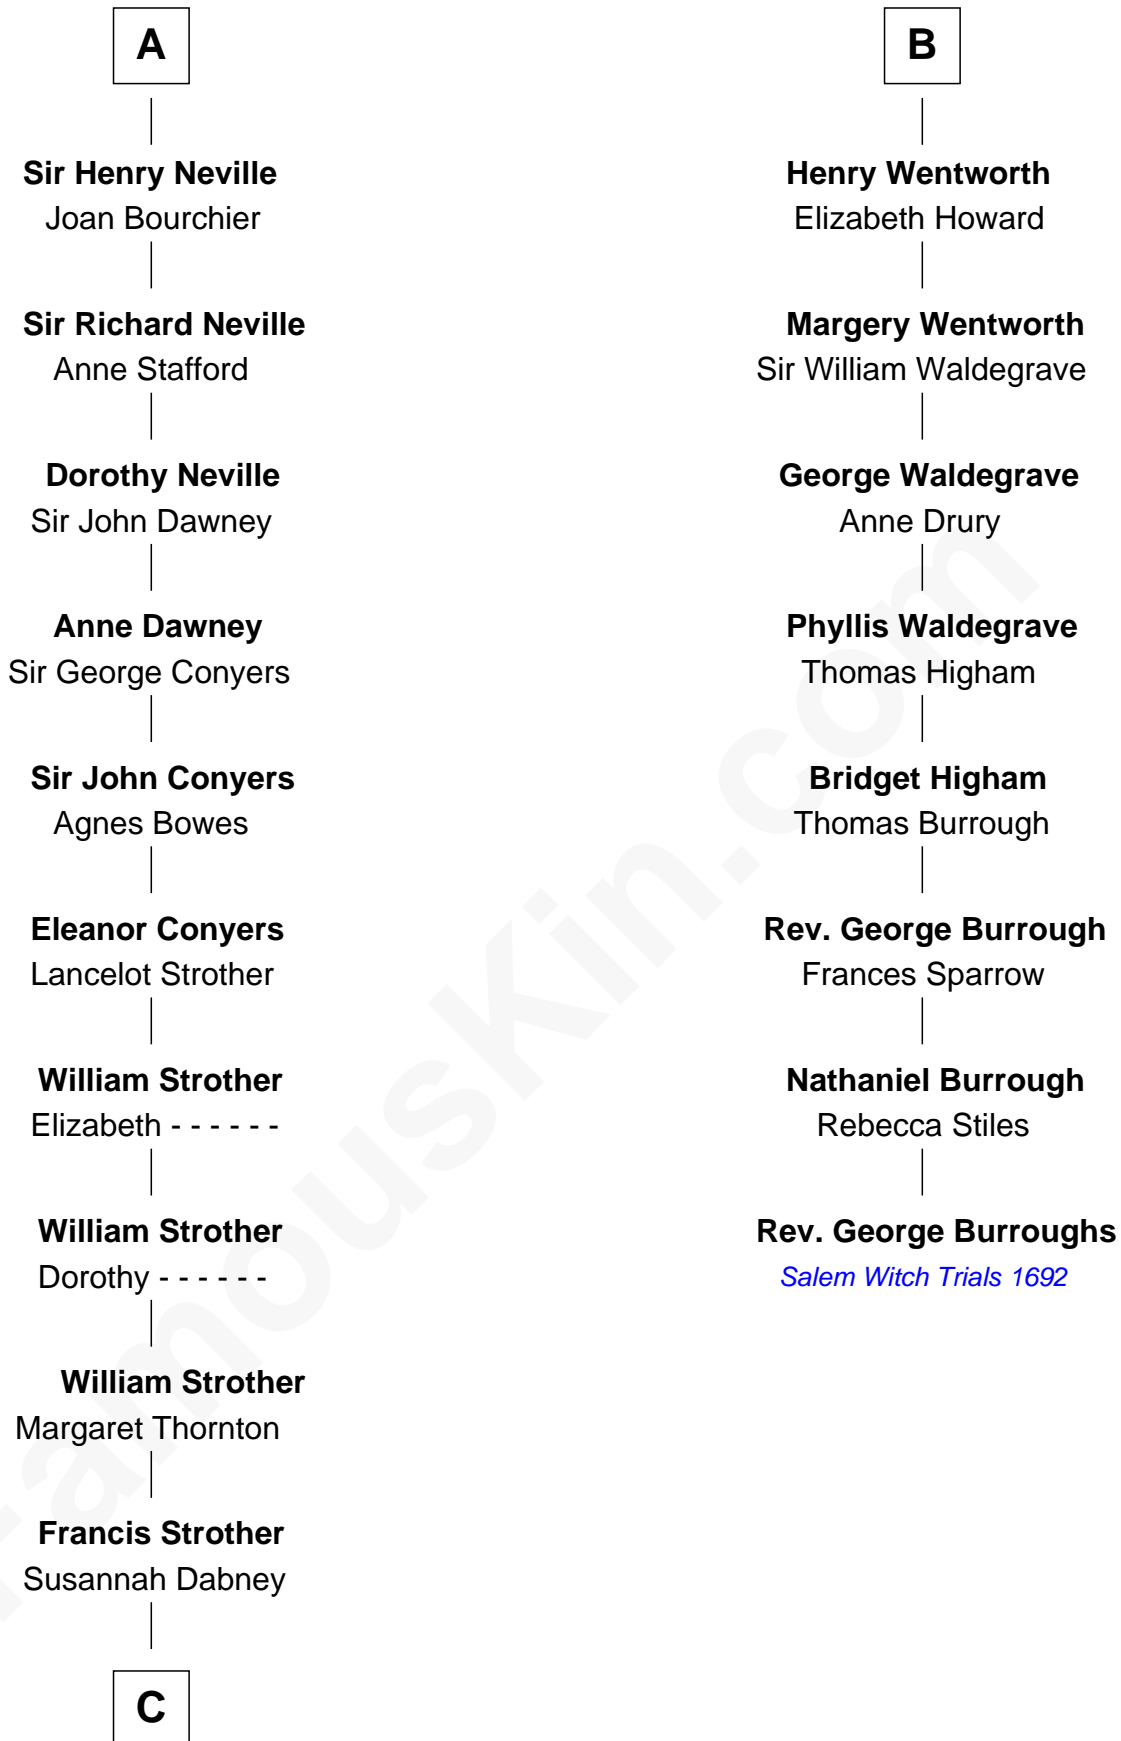 A
Sir Henry Neville
Joan Bourchier
Sir Richard Neville
Anne Stafford
Dorothy Neville
Sir John Dawney
Anne Dawney
Sir George Conyers
Sir John Conyers
Agnes Bowes
Eleanor Conyers
Lancelot Strother
William Strother
Elizabeth - - - - - -
William Strother
Dorothy - - - - - -
William Strother
Margaret Thornton
Francis Strother
Susannah Dabney
C
B
Henry Wentworth
Elizabeth Howard
Margery Wentworth
Sir William Waldegrave
George Waldegrave
Anne Drury
Phyllis Waldegrave
Thomas Higham
Bridget Higham
Thomas Burrough
Rev. George Burrough
Frances Sparrow
Nathaniel Burrough
Rebecca Stiles
Rev. George Burroughs
Salem Witch Trials 1692
FamousKin.com